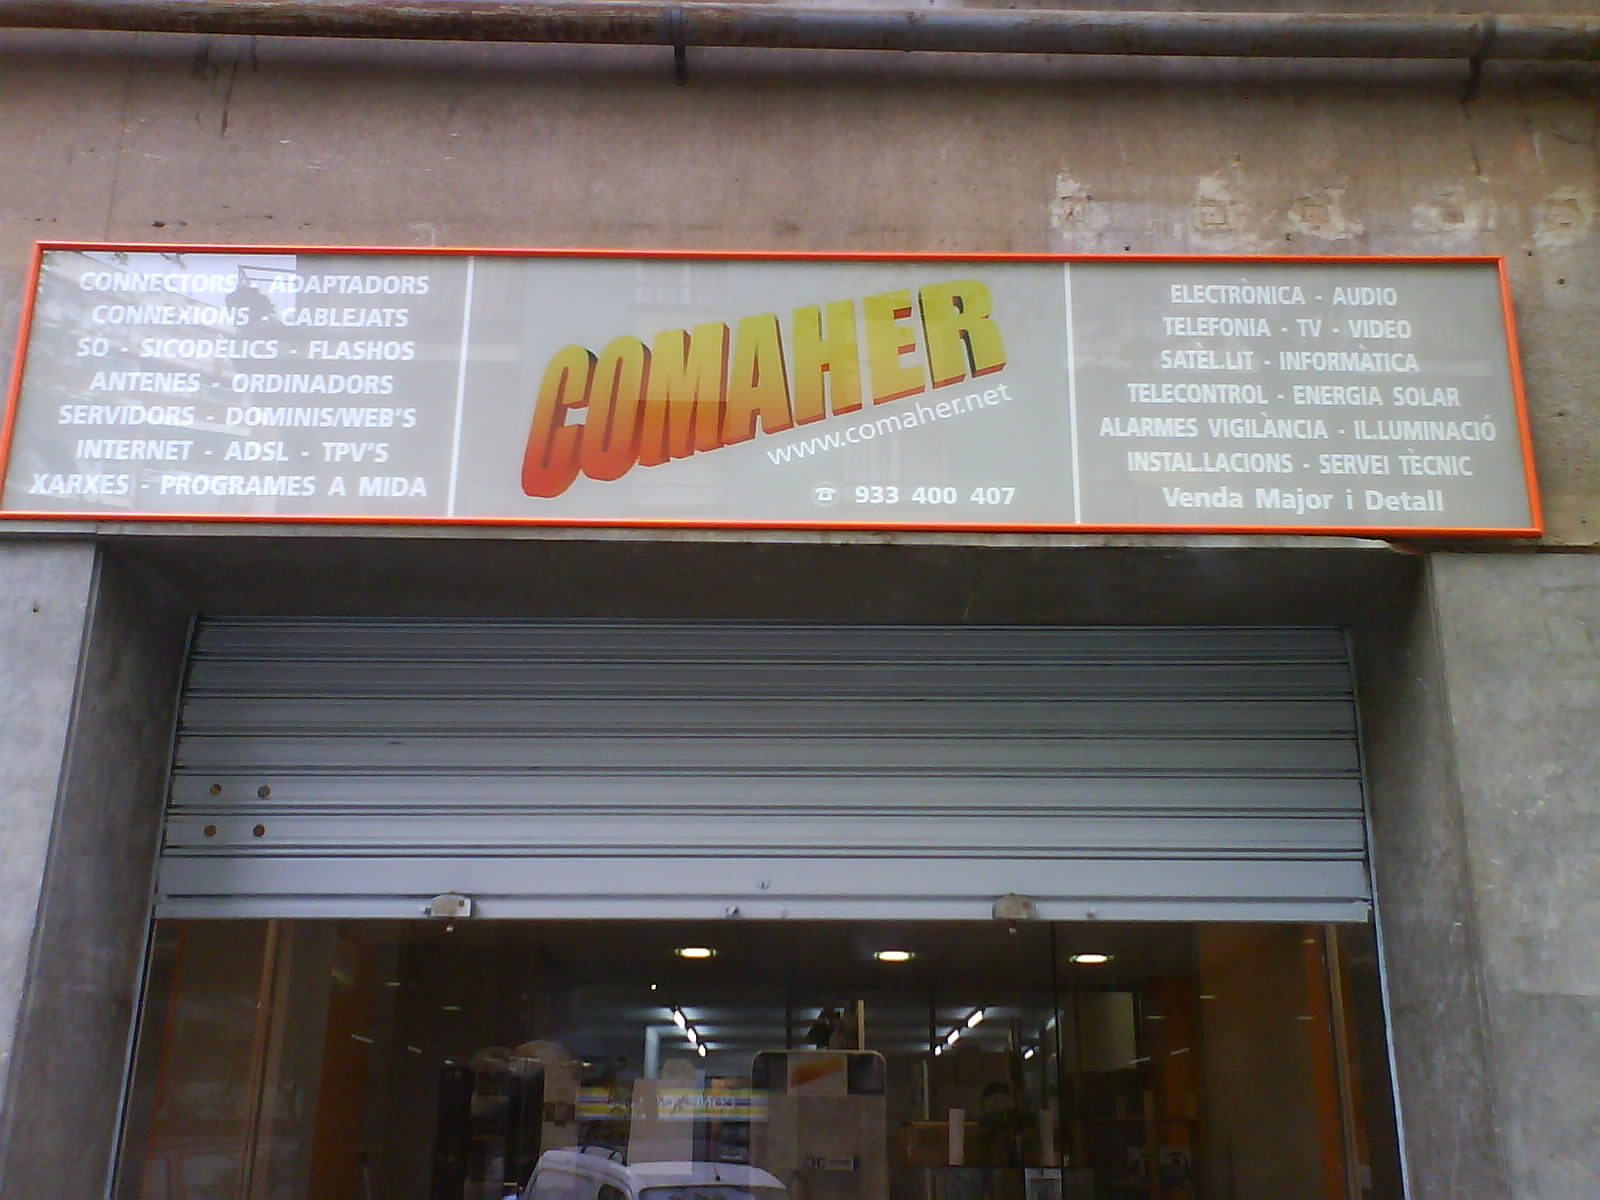 CONNECTORS - ADAPTADORS
CONNEXIONS - CABLEJATS
SO - SICODÈLICS - FLASHOS
ANTENES - ORDINADORS
SERVIDORS - DOMINIS/WEB'S
INTERNET - ADSL - TPV'S
XARXES - PROGRAMES A MIDA
COMAHER
www.comaher.net
☎ 933 400 407
ELECTRÒNICA - AUDIO
TELEFONIA - TV - VIDEO
SATÈL.LIT - INFORMÀTICA
TELECONTROL - ENERGIA SOLAR
ALARMES VIGILÀNCIA - IL.LUMINACIÓ
INSTAL.LACIONS - SERVEI TÈCNIC
Venda Major i Detall